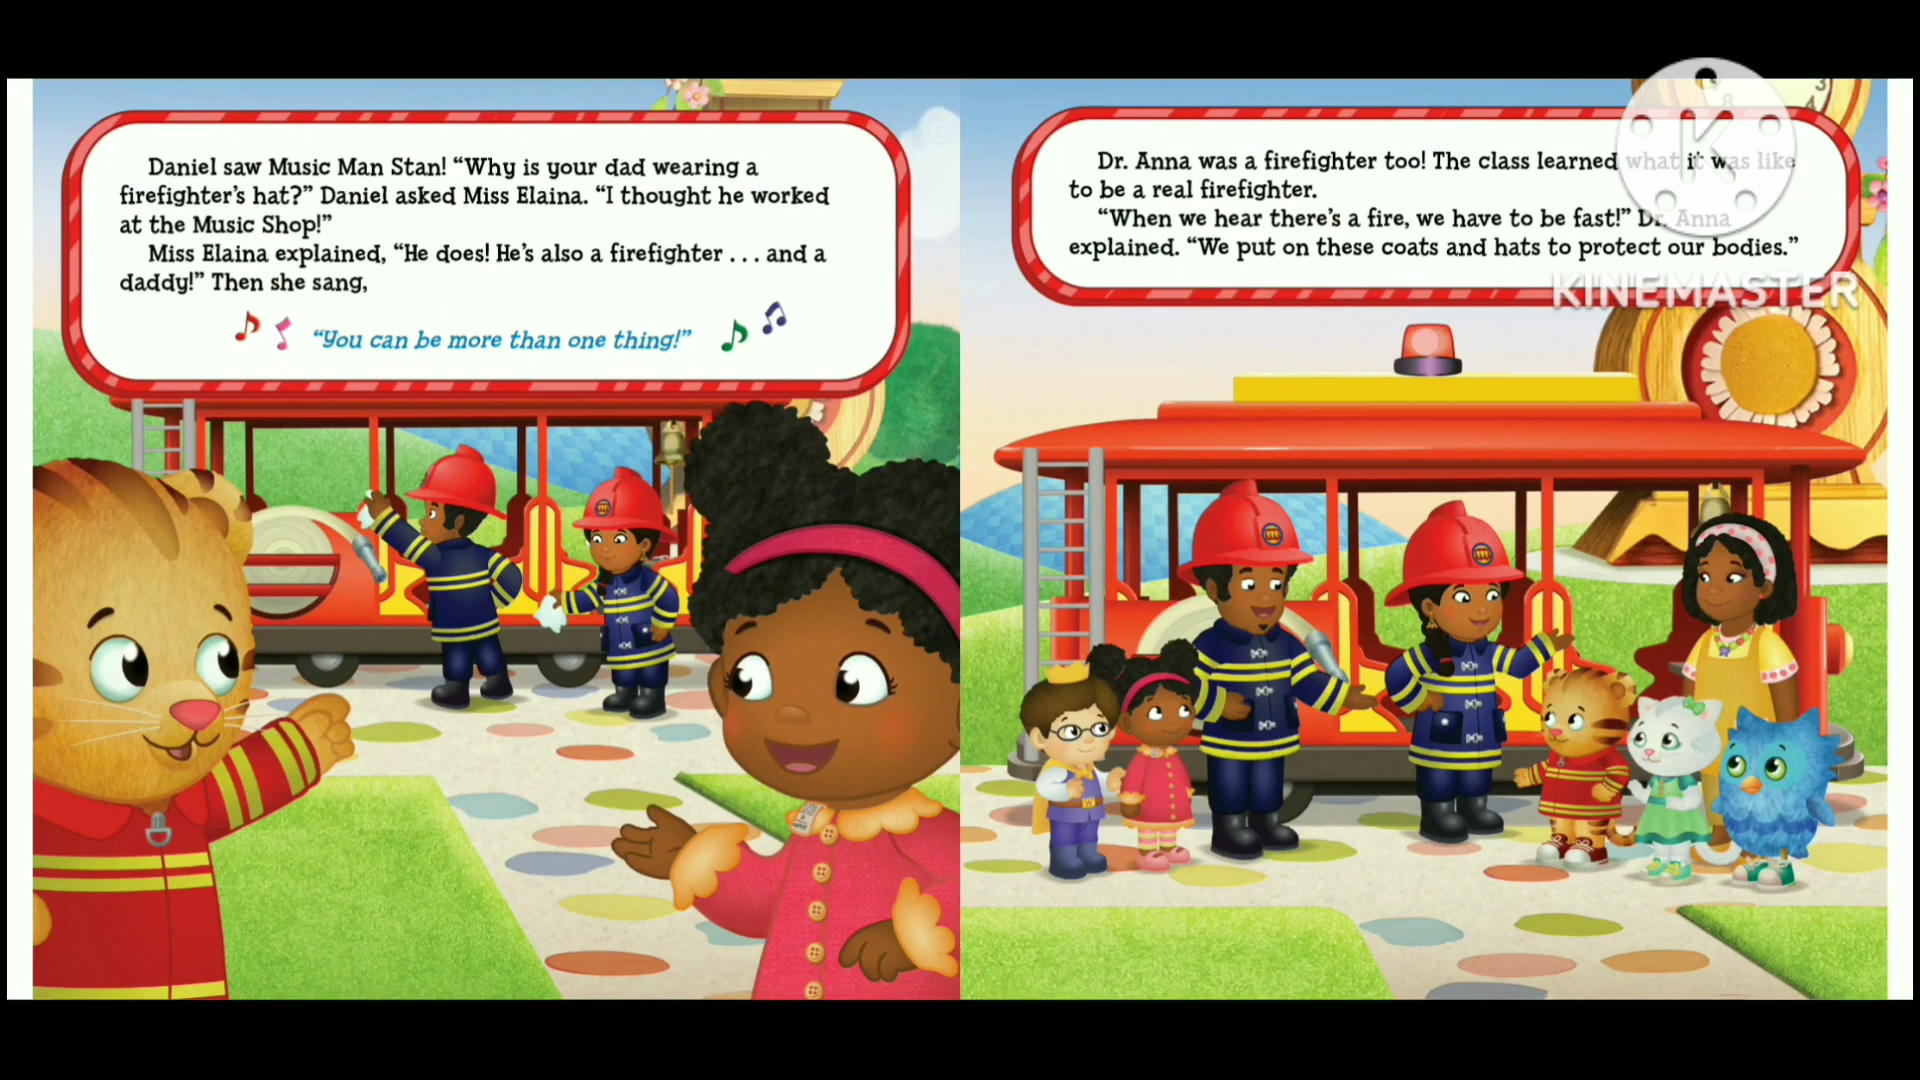 Daniel saw Music Man Stan! “Why is your dad wearing a
firefighter’s hat?” Daniel asked Miss Elaina. “I thought he worked
at the Music Shop!”
Miss Elaina explained, “He does! He’s also a firefighter . . . and a
daddy!” Then she sang,
“You can be more than one thing!”
Dr. Anna was a firefighter too! The class learned what it was like
to be a real firefighter.
“When we hear there’s a fire, we have to be fast!” Dr. Anna
explained. “We put on these coats and hats to protect our bodies.”
K
KINEMASTER
3
4
8
W